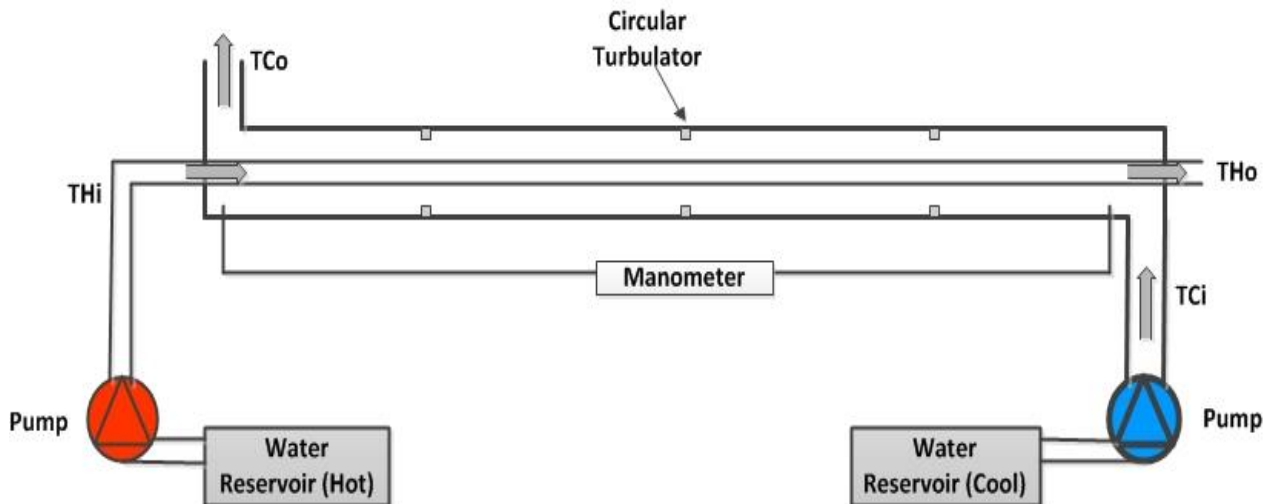 Circular
Turbulator
TCo
THi
THo
Manometer
TCi
Pump
Pump
Water
Reservoir (Hot)
Water
Reservoir (Cool)